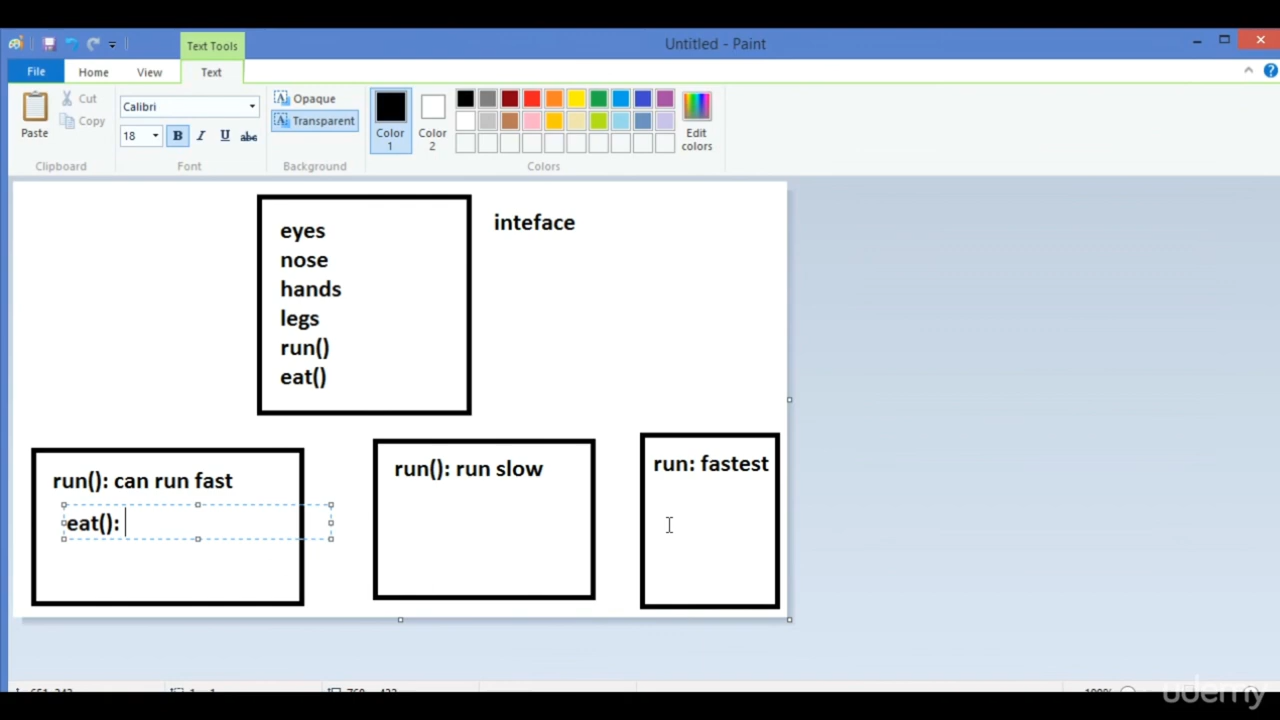 Text Tools
Untitled - Paint
File
Home
View
Text
Paste
Cut
Copy
Clipboard
Calibri
18
B I U abc
Font
Opaque
Transparent
Background
Color 1
Color 2
Edit colors
Colors
eyes
nose
hands
legs
run()
eat()
inteface
run(): can run fast
eat():
run(): run slow
run: fastest
udemy